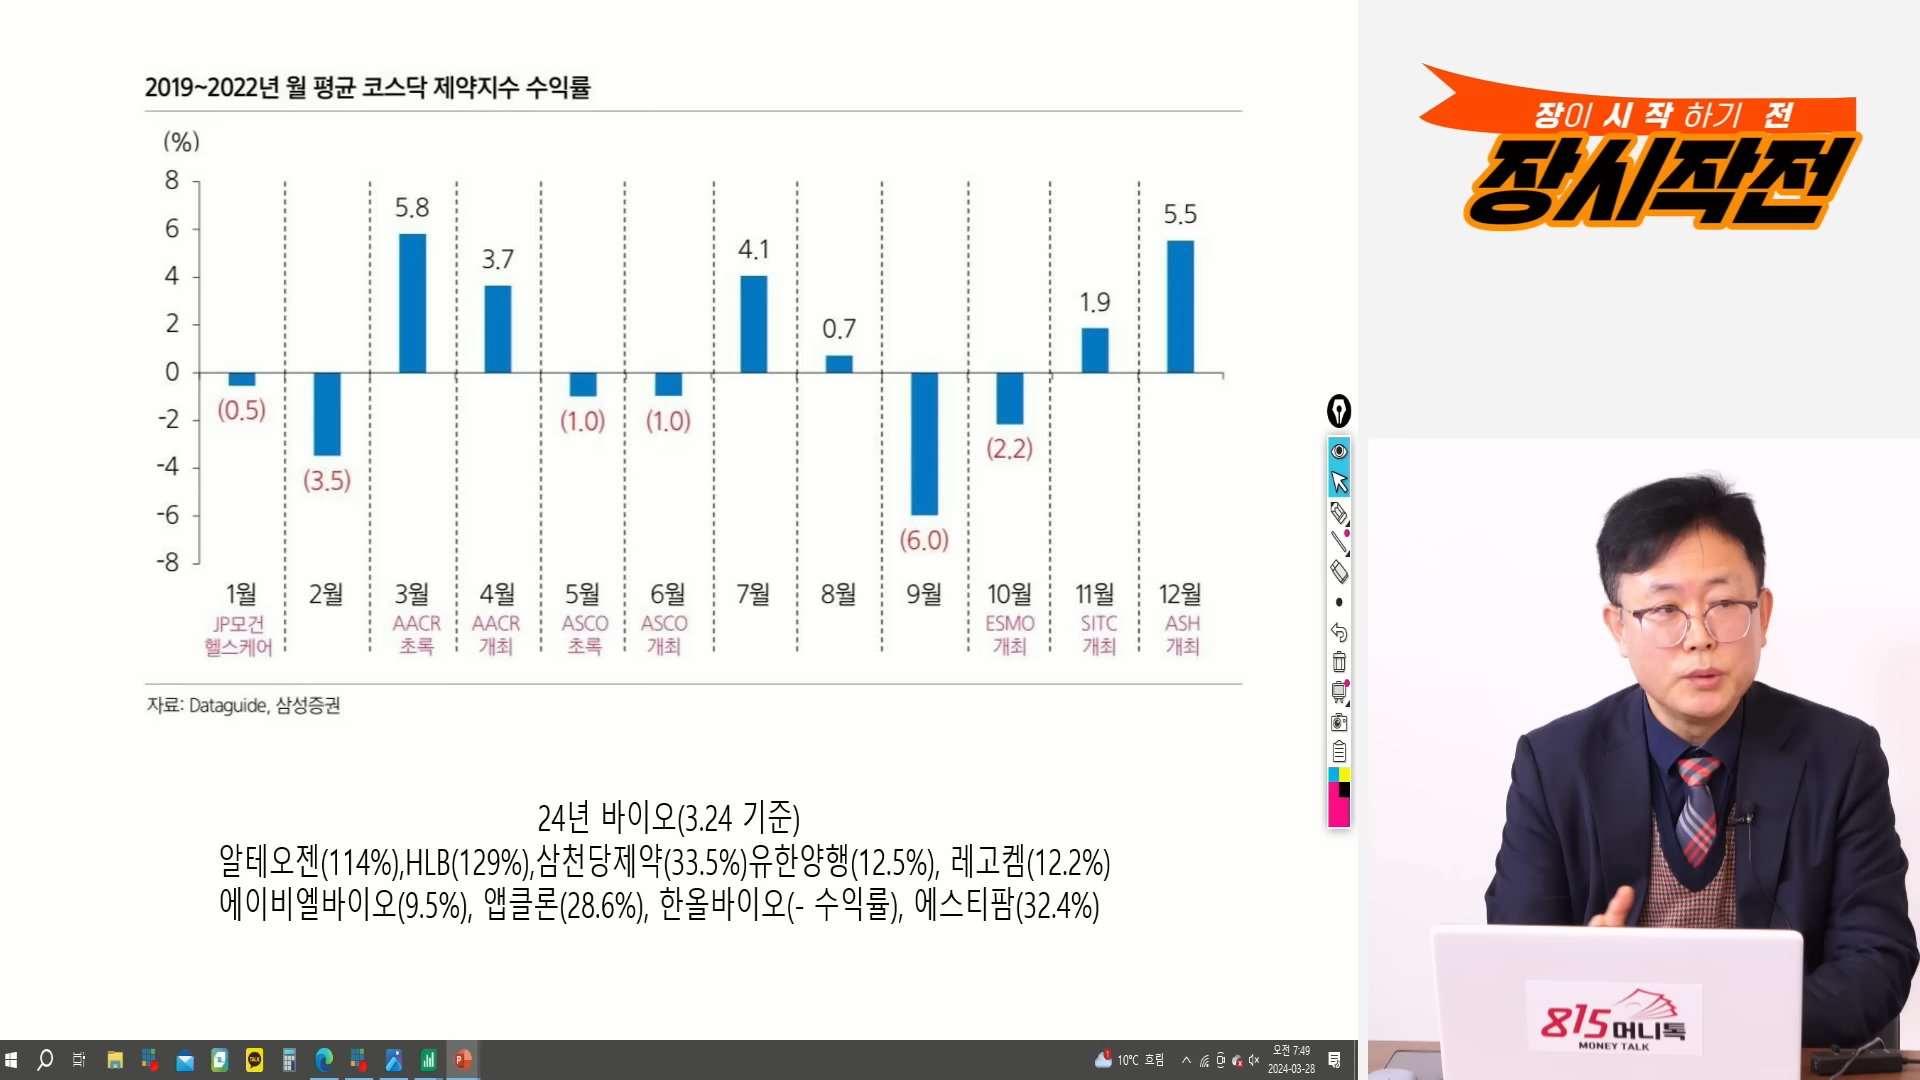 2019~2022년 월 평균 코스닥 제약지수 수익률
(%)
8
6
4
2
0
-2
-4
-6
-8
(0.5)
(3.5)
5.8
3.7
(1.0)
(1.0)
4.1
0.7
(6.0)
(2.2)
1.9
5.5
1월 2월 3월 4월 5월 6월 7월 8월 9월 10월 11월 12월
JP모건 AACR AACR ASCO ASCO ESMO SITC ASH
헬스케어 초록 개최 초록 개최 개최 개최 개최
자료: Dataguide, 삼성증권
24년 바이오(3.24 기준)
알테오젠(114%),HLB(129%),삼천당제약(33.5%)유한양행(12.5%), 레고켐(12.2%)
에이비엘바이오(9.5%), 앱클론(28.6%), 한올바이오(- 수익률), 에스티팜(32.4%)
장이 시작하기 전
장시작전
815머니톡
MONEY TALK
TALK
10℃ 흐림
오전 7:49
2024-03-28